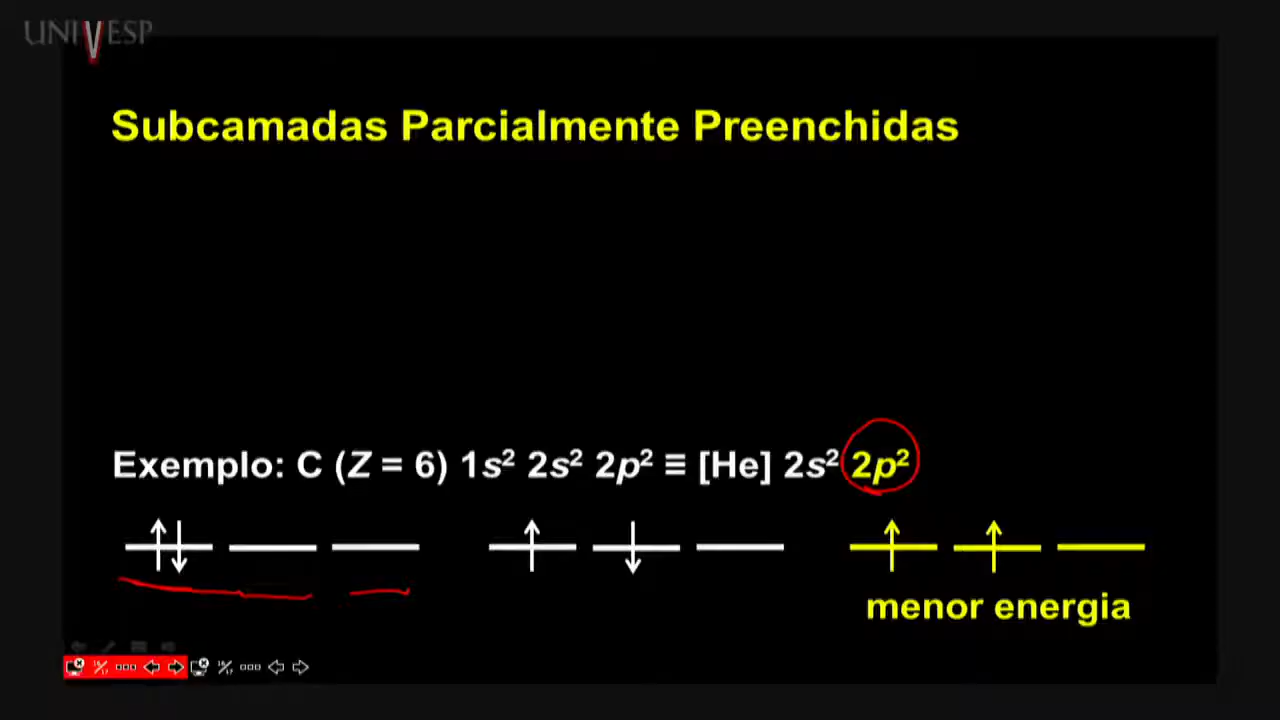 UNIVESP
Subcamadas Parcialmente Preenchidas
Exemplo: C (Z = 6) 1s² 2s² 2p² ≡ [He] 2s² 2p²
menor energia